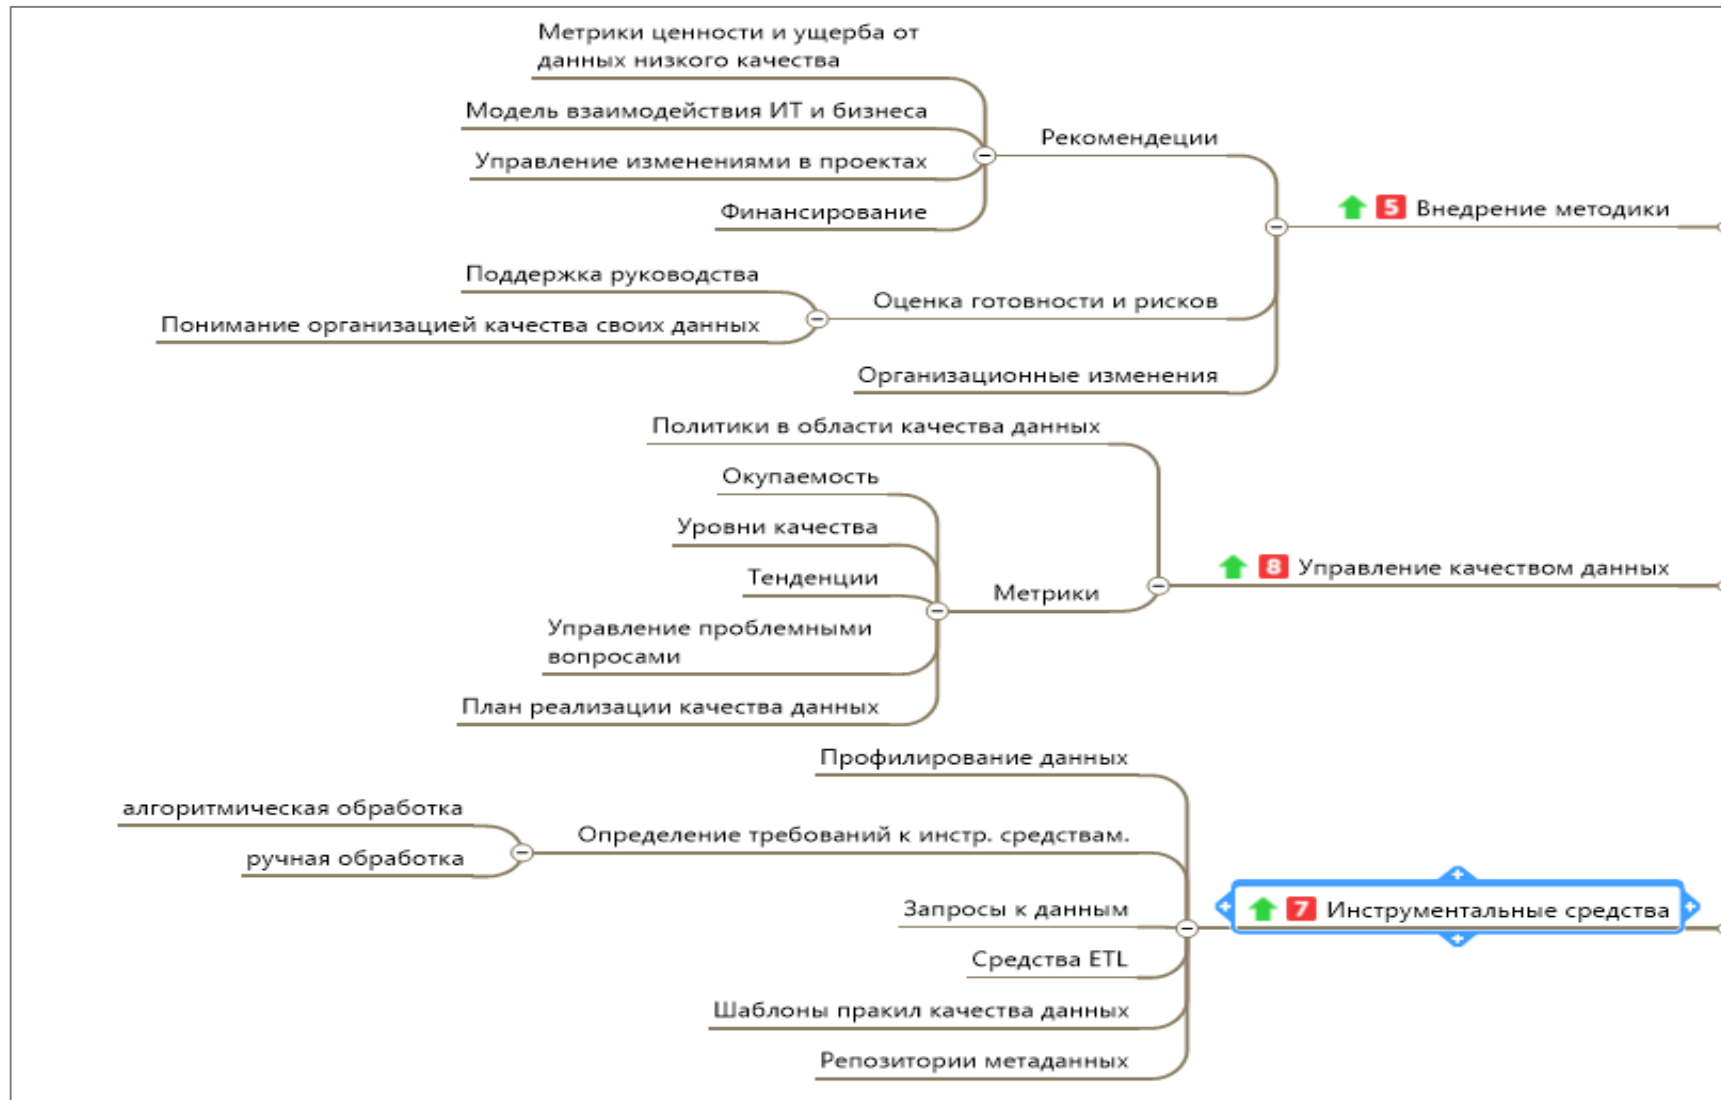 Метрики ценности и ущерба от
данных низкого качества
Модель взаимодействия ИТ и бизнеса
Управление изменениями в проектах
Финансирование
Рекомендеции
Поддержка руководства
Понимание организацией качества своих данных
Оценка готовности и рисков
Организационные изменения
5 Внедрение методики
Политики в области качества данных
Окупаемость
Уровни качества
Тенденции
Управление проблемными
вопросами
План реализации качества данных
Метрики
8 Управление качеством данных
Профилирование данных
алгоритмическая обработка
ручная обработка
Определение требований к инстр. средствам.
Запросы к данным
Средства ETL
Шаблоны пракил качества данных
Репозитории метаданных
7 Инструментальные средства